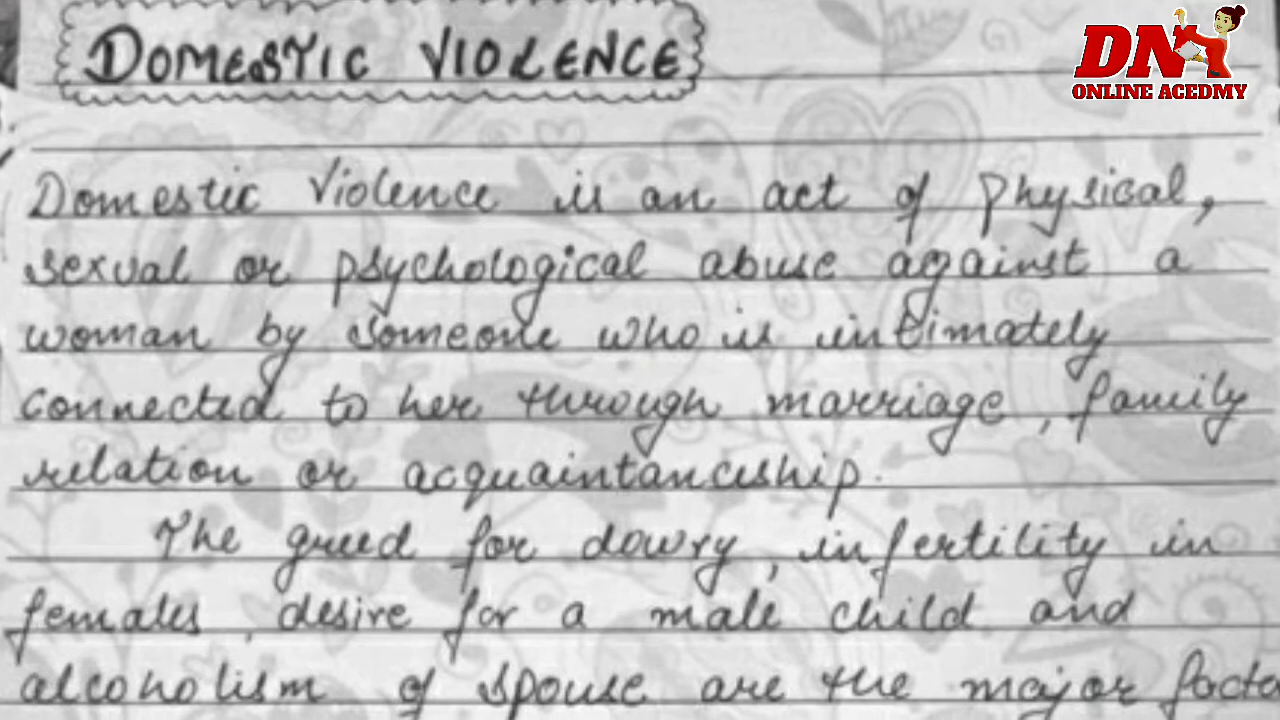 DOMESTIC VIOLENCE
DNY
ONLINE ACEDMY
Domestic Violence is an act of physical,
sexual or psychological abuse against a
woman by someone who is intimately
connected to her through marriage, family
relation or acquaintanceship.
The greed for dowry, infertility in
females, desire for a male child and
alcoholism of spouse are the major